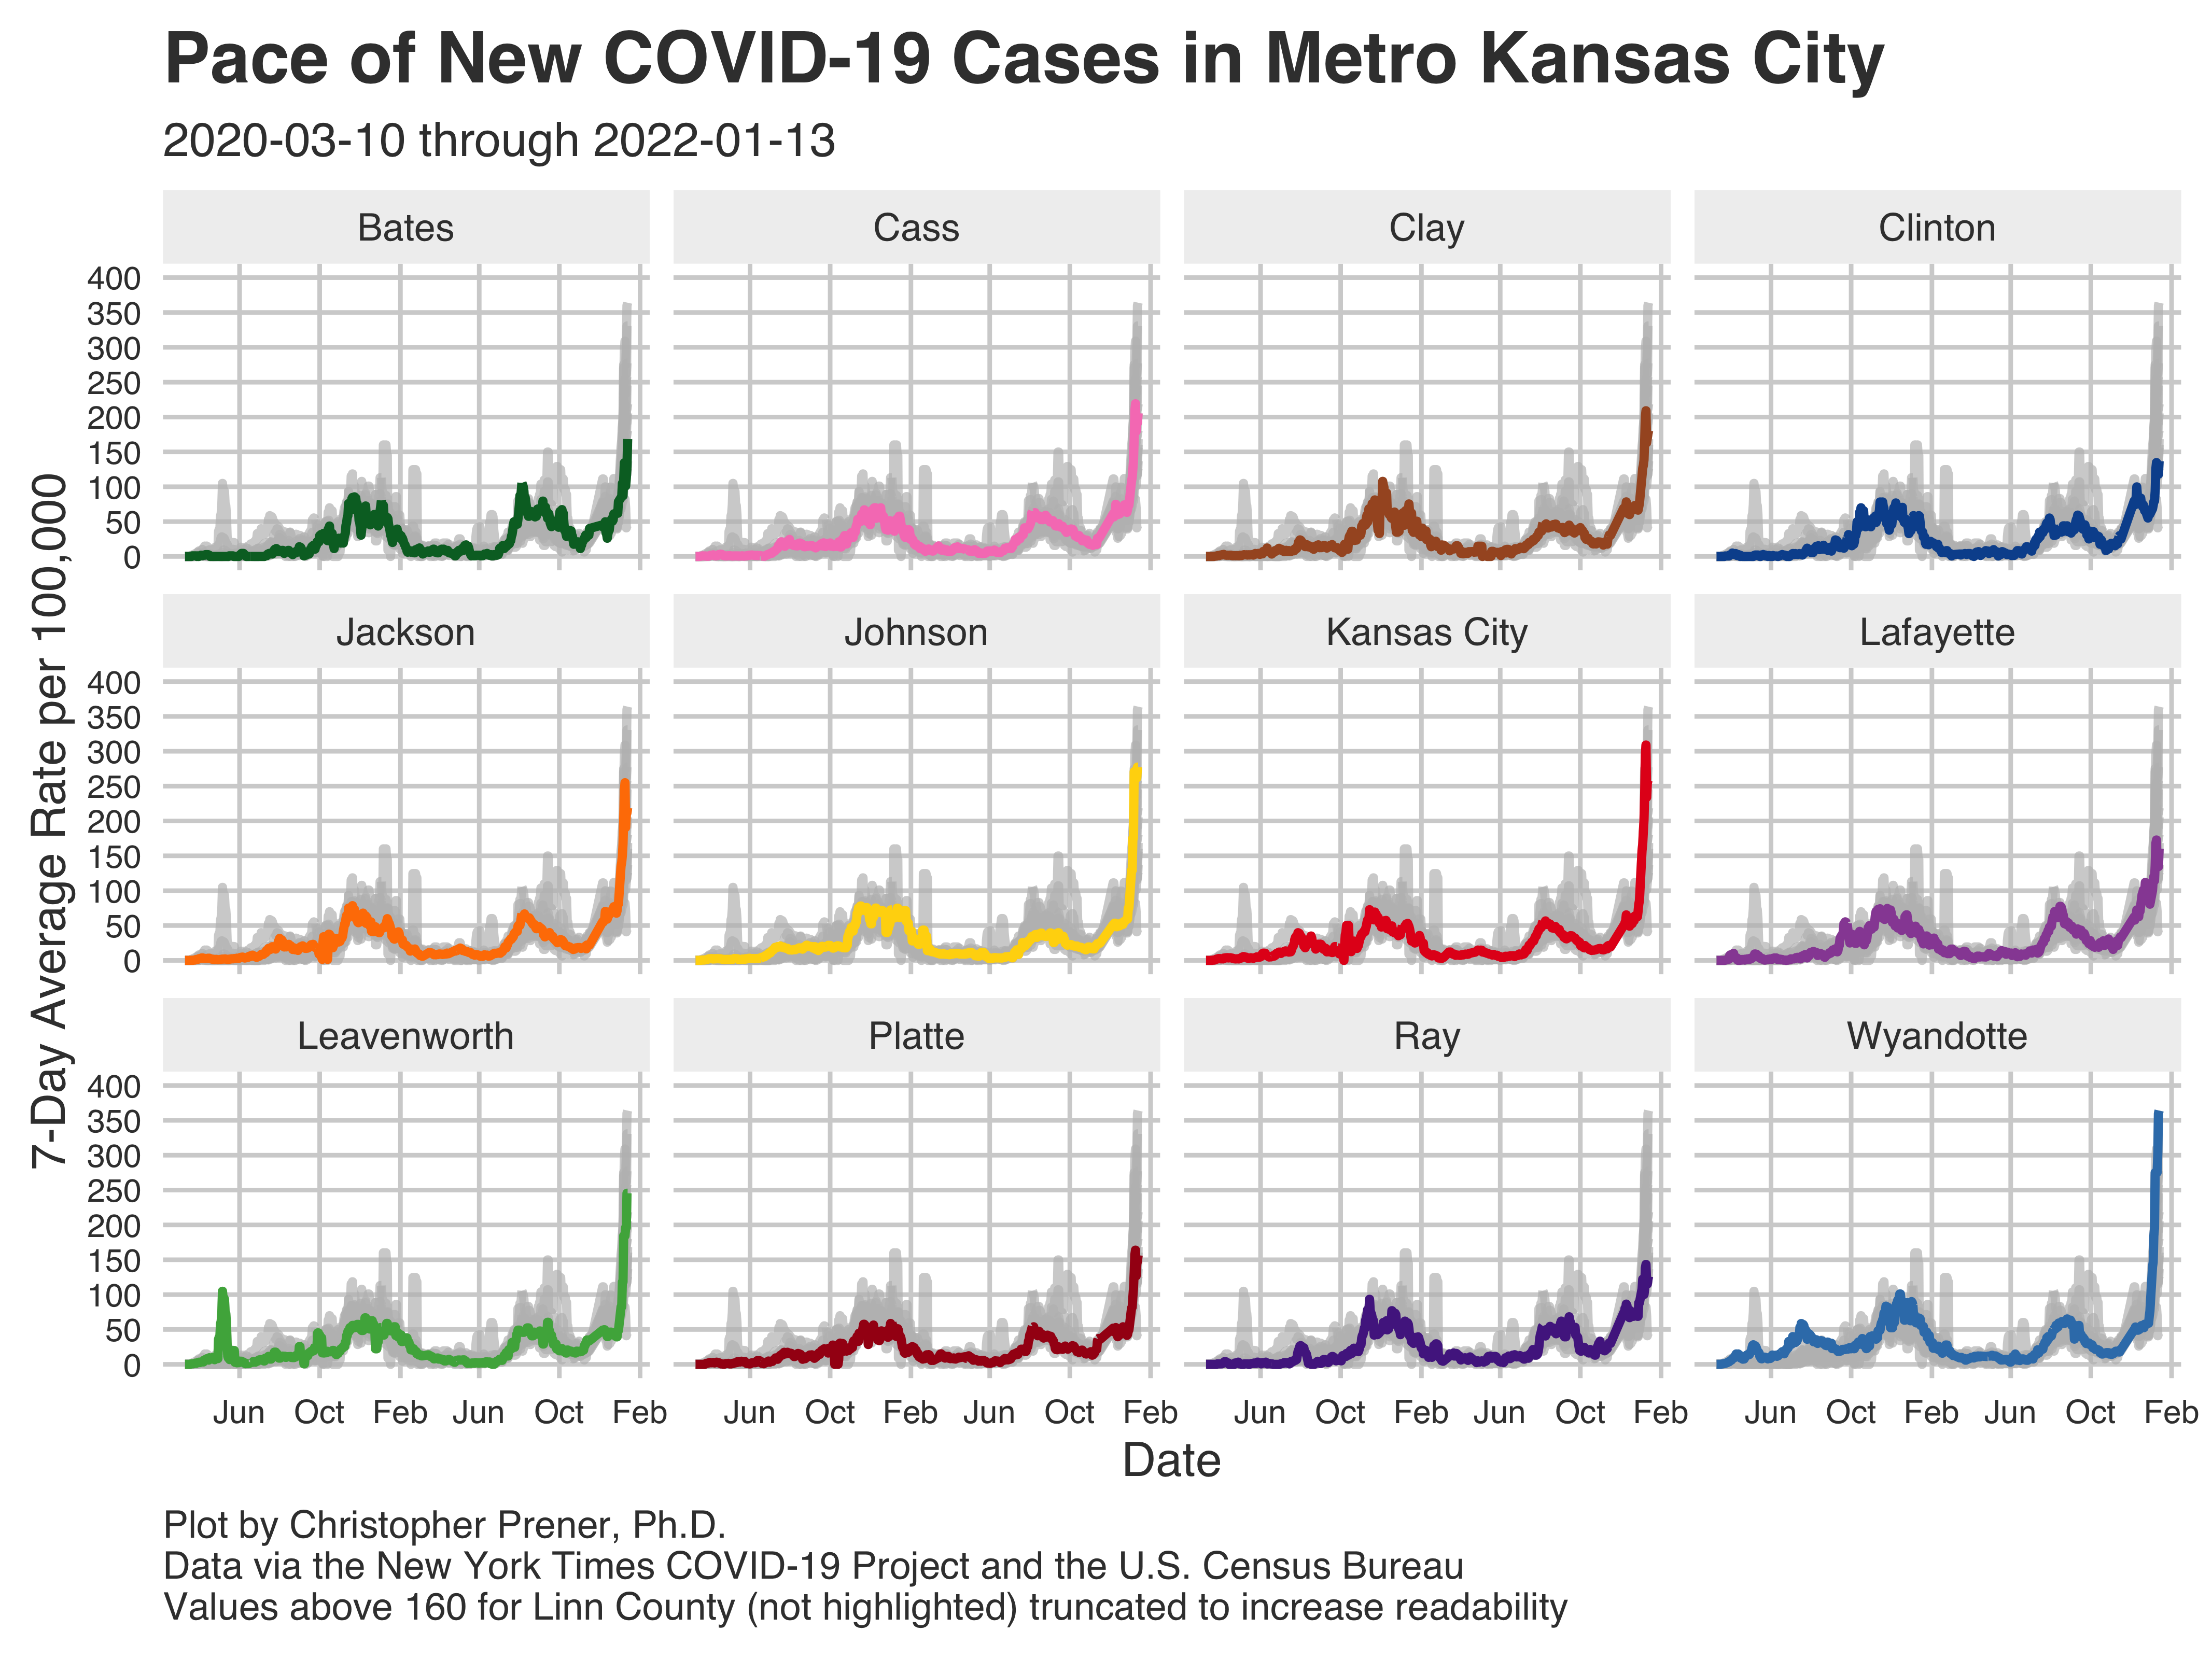 Pace of New COVID-19 Cases in Metro Kansas City
2020-03-10 through 2022-01-13
Bates
Cass
Clay
Clinton
400
350
300
250
200
150
100
50
0
Jackson
Johnson
Kansas City
Lafayette
400
350
300
250
200
150
100
50
0
Leavenworth
Platte
Ray
Wyandotte
400
350
300
250
200
150
100
50
0
7-Day Average Rate per 100,000
Jun Oct Feb Jun Oct Feb
Jun Oct Feb Jun Oct Feb
Jun Oct Feb Jun Oct Feb
Jun Oct Feb Jun Oct Feb
Date
Plot by Christopher Prener, Ph.D.
Data via the New York Times COVID-19 Project and the U.S. Census Bureau
Values above 160 for Linn County (not highlighted) truncated to increase readability